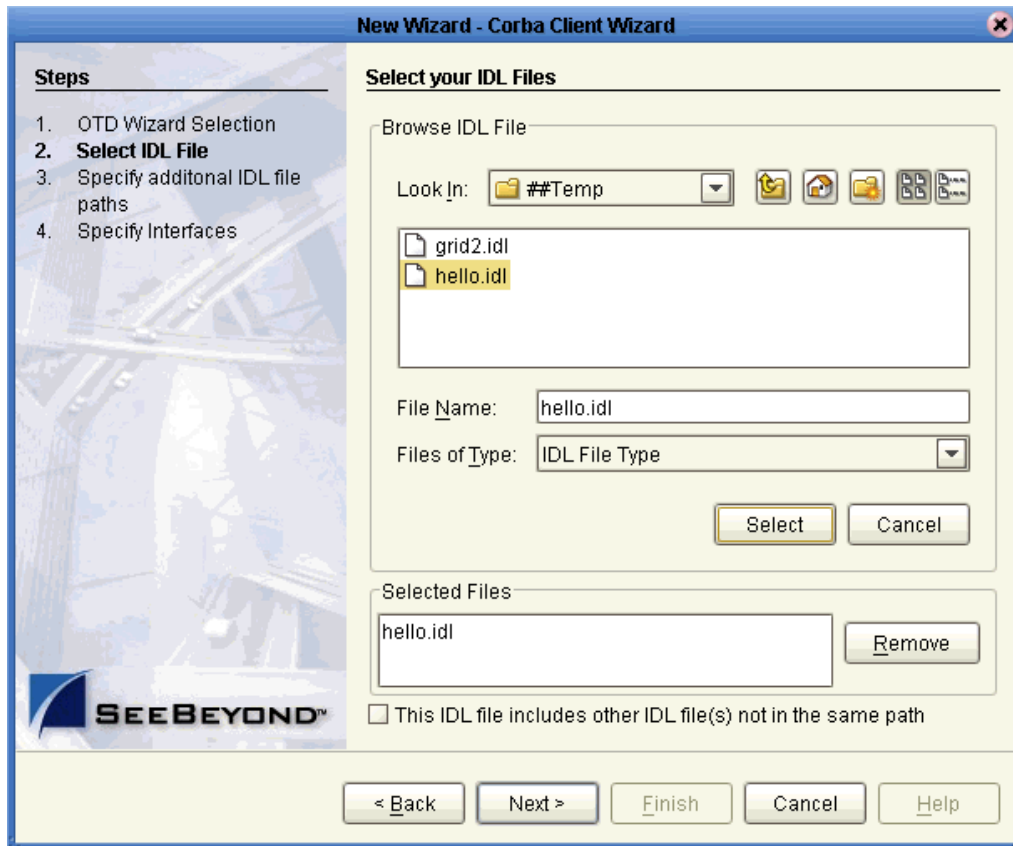 New Wizard - Corba Client Wizard
Steps
1. OTD Wizard Selection
2. Select IDL File
3. Specify additonal IDL file
paths
4. Specify Interfaces
SEEBEYOND™
Select your IDL Files
Browse IDL File
Look In: ##Temp
grid2.idl
hello.idl
File Name: hello.idl
Files of Type: IDL File Type
Select Cancel
Selected Files
hello.idl
Remove
This IDL file includes other IDL file(s) not in the same path
< Back Next > Finish Cancel Help